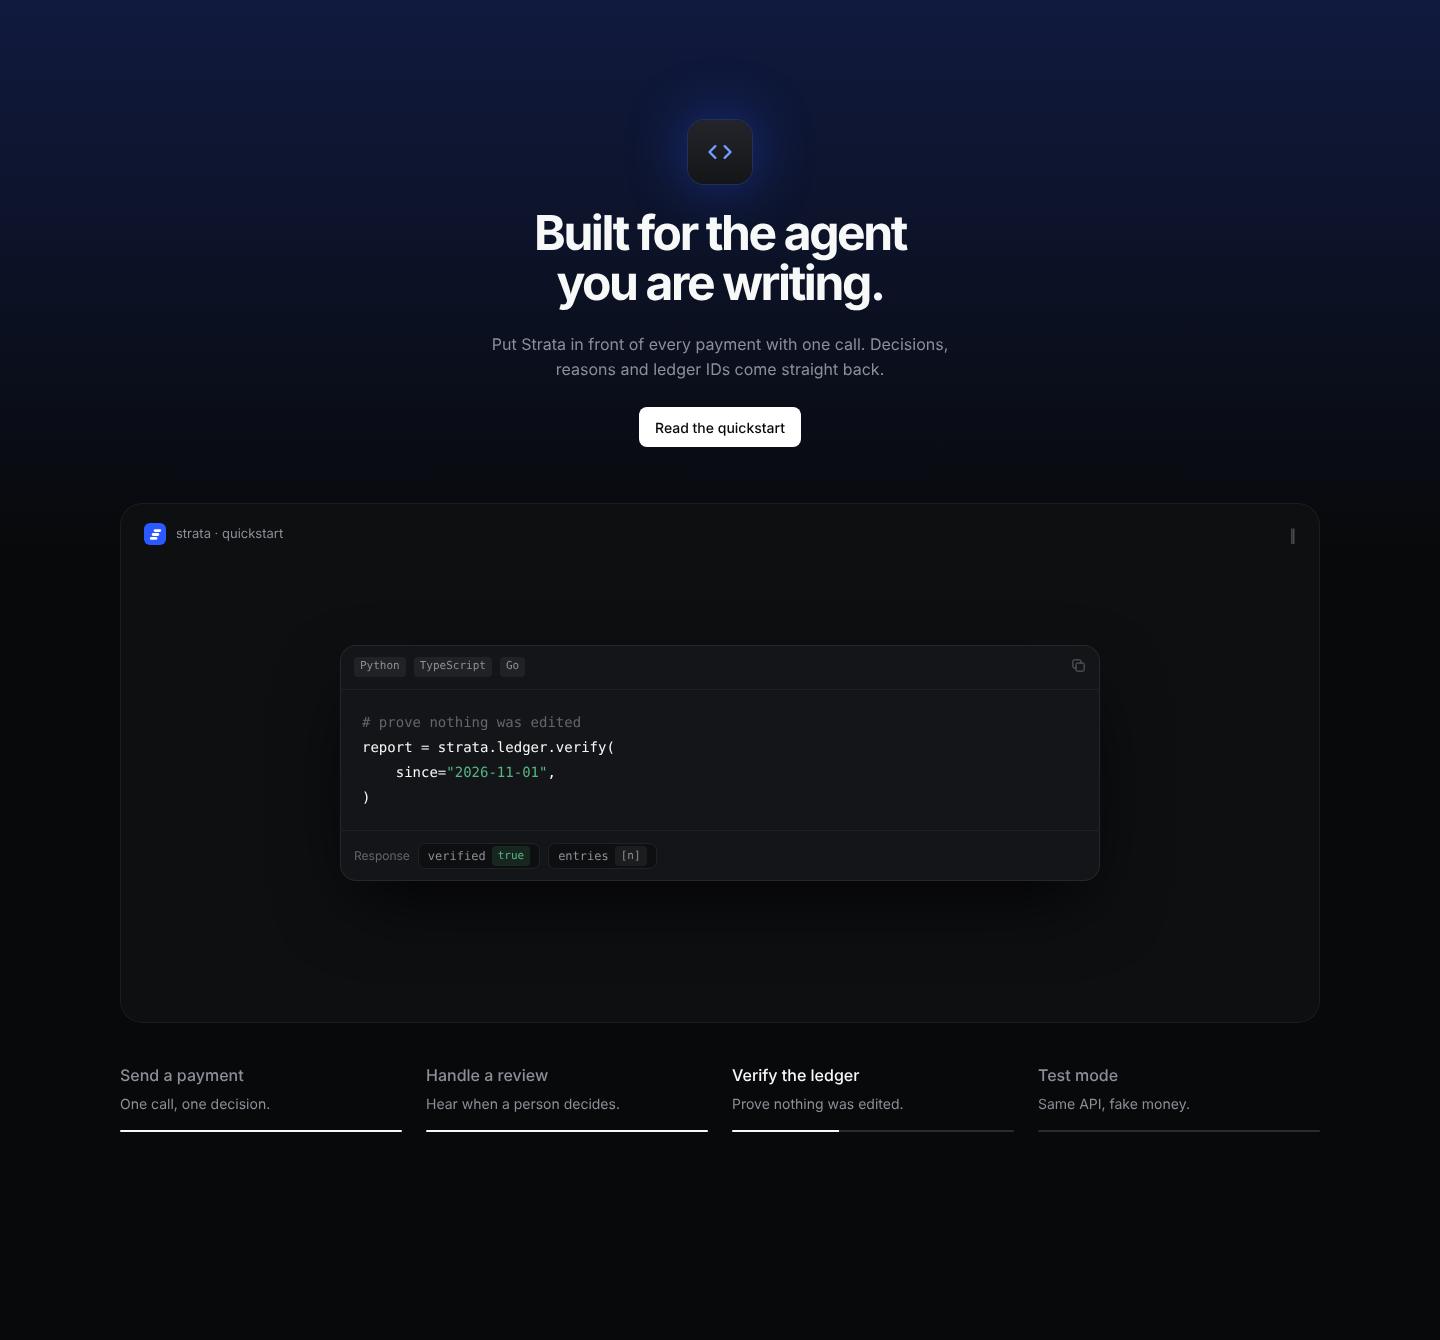 Built for the agent
you are writing.
Put Strata in front of every payment with one call. Decisions,
reasons and ledger IDs come straight back.
Read the quickstart
strata · quickstart
Python TypeScript Go
# prove nothing was edited
report = strata.ledger.verify(
    since="2026-11-01",
)
Response verified true entries [n]
Send a payment
One call, one decision.
Handle a review
Hear when a person decides.
Verify the ledger
Prove nothing was edited.
Test mode
Same API, fake money.